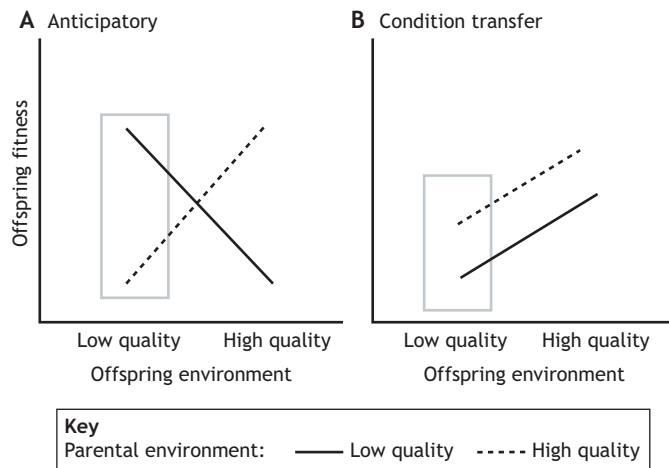 A Anticipatory
B Condition transfer
Offspring fitness
Low quality High quality
Low quality High quality
Offspring environment
Offspring environment
Key
Parental environment: Low quality High quality